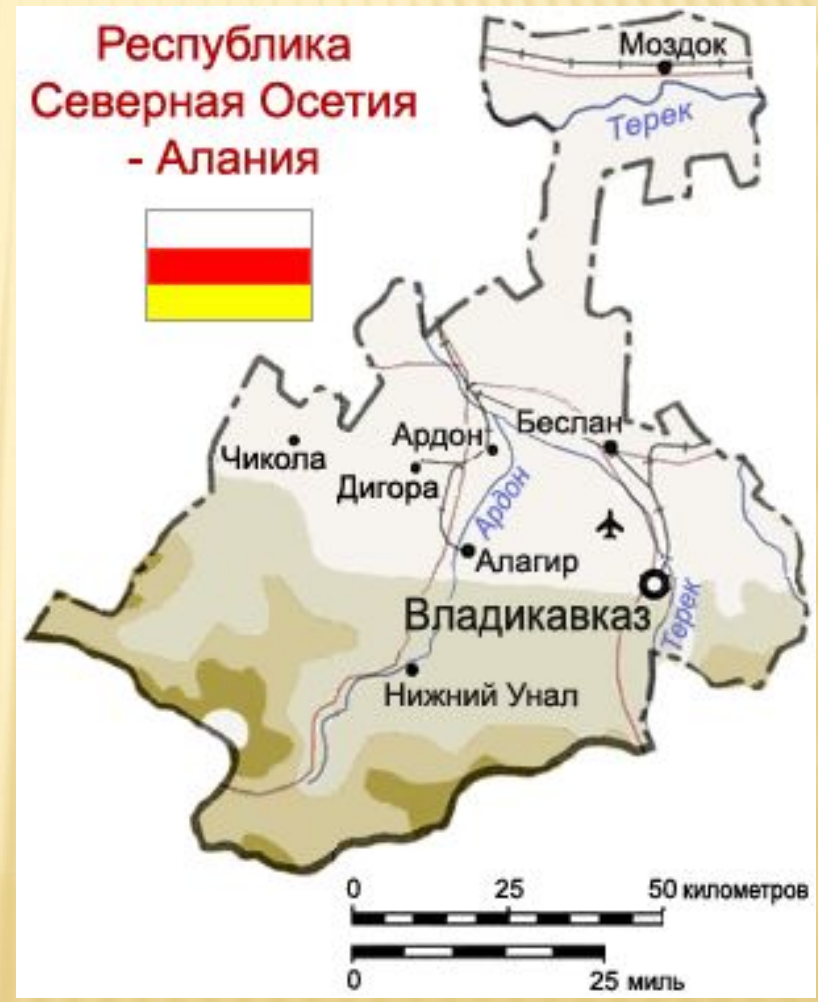 Республика
Северная Осетия
- Алания
Моздок
Терек
Беслан
Ардон
Чикола
Дигора
Ардон
Алагир
Владикавказ
Терек
Нижний Унал
0 25 50 километров
0 25 миль